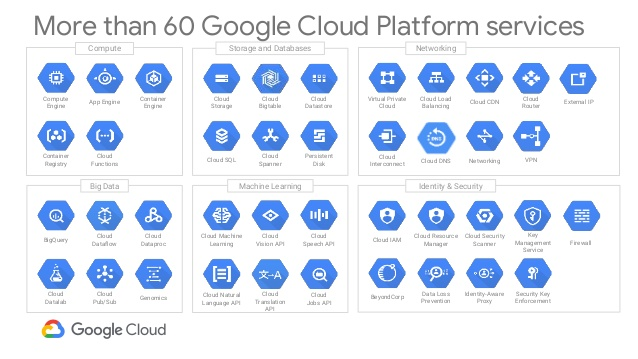 More than 60 Google Cloud Platform services
Compute
Compute
Engine
App Engine
Container
Engine
Container
Registry
Cloud
Functions
Storage and Databases
Cloud
Storage
Cloud
Bigtable
Cloud
Datastore
Cloud SQL
Cloud
Spanner
Persistent
Disk
Networking
Virtual Private
Cloud
Cloud Load
Balancing
Cloud CDN
Cloud
Router
External IP
Cloud
Interconnect
DNS
Cloud DNS
Networking
VPN
Big Data
BigQuery
Cloud
Dataflow
Cloud
Dataproc
Cloud
Datalab
Cloud
Pub/Sub
Genomics
Machine Learning
Cloud Machine
Learning
Cloud
Vision API
Cloud
Speech API
Cloud Natural
Language API
文→A
Cloud
Translation
API
Cloud
Jobs API
Identity & Security
Cloud IAM
Cloud Resource
Manager
Cloud Security
Scanner
Key
Management
Service
Firewall
BeyondCorp
Data Loss
Prevention
Identity-Aware
Proxy
Security Key
Enforcement
Google Cloud